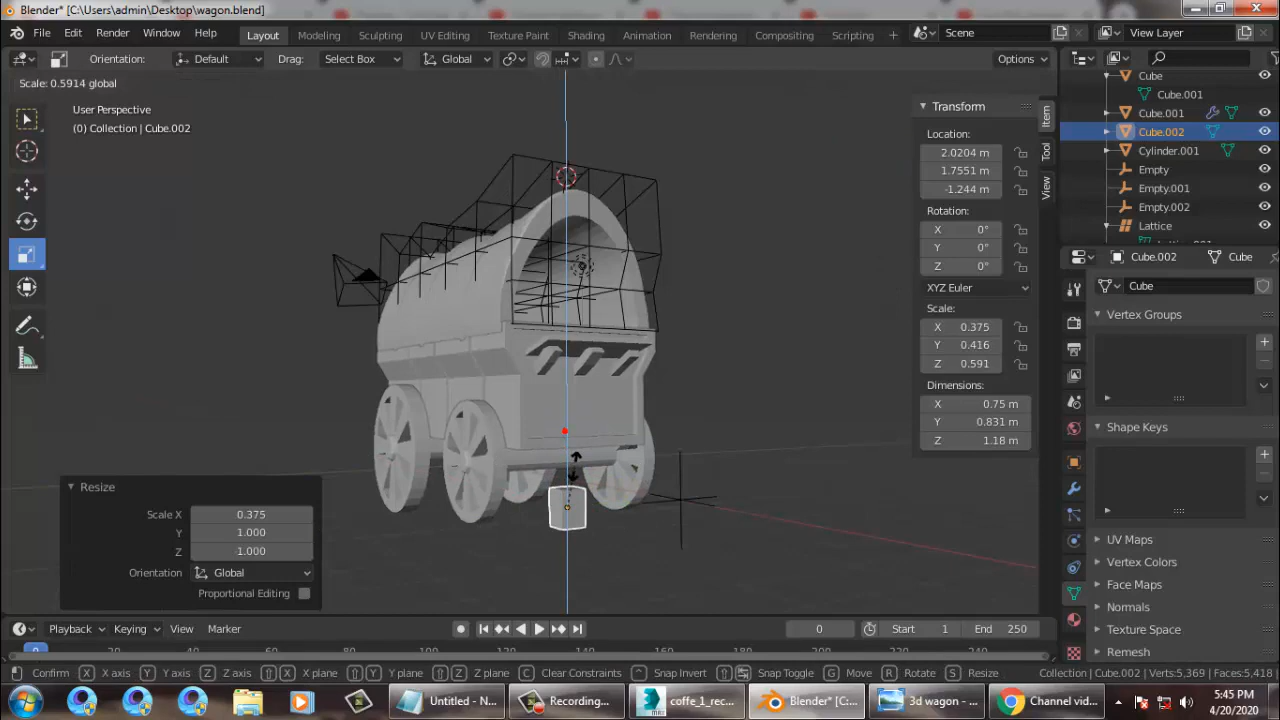 Blender* [C:\Users\admin\Desktop\wagon.blend]
File Edit Render Window Help Layout Modeling Sculpting UV Editing Texture Paint Shading Animation Rendering Compositing Scripting Scene View Layer
Orientation: Default Drag: Select Box Global Options
Scale: 0.5914 global
User Perspective
(0) Collection | Cube.002
Transform
Location:
2.0204 m
1.7551 m
-1.244 m
Rotation:
X 0°
Y 0°
Z 0°
XYZ Euler
Scale:
X 0.375
Y 0.416
Z 0.591
Dimensions:
X 0.75 m
Y 0.831 m
Z 1.18 m
Item
Tool
View
Cube
Cube.001
Cube.001
Cube.002
Cylinder.001
Empty
Empty.001
Empty.002
Lattice
Cube.002 Cube
Cube
Vertex Groups
Shape Keys
UV Maps
Vertex Colors
Face Maps
Normals
Texture Space
Remesh
Resize
Scale X 0.375
Y 1.000
Z 1.000
Orientation Global
Proportional Editing
Playback Keying View Marker 0 Start 1 End 250
Confirm X X axis Y Y axis Z Z axis X X plane Y Y plane Z Z plane C Clear Constraints Snap Invert Snap Toggle G Move R Rotate S Resize Collection | Cube.002 | Verts:5,369 | Faces:5,418 |
Untitled - N... Recording... coffe_1_rec... Blender* [C:... 3d wagon - ... Channel vid... 5:45 PM
4/20/2020